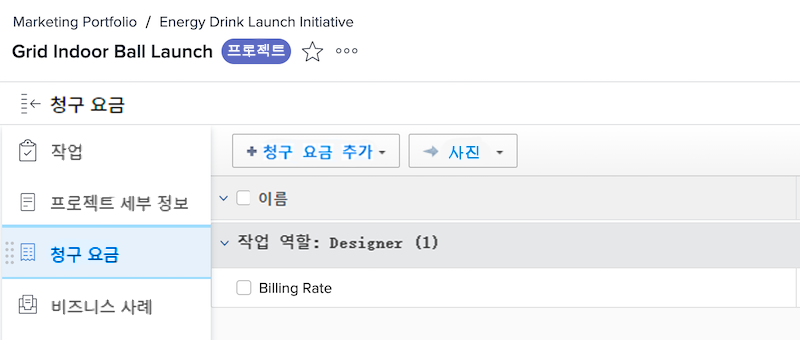 Marketing Portfolio / Energy Drink Launch Initiative
Grid Indoor Ball Launch 프로젝트
청구 요금
작업
프로젝트 세부 정보
청구 요금
비즈니스 사례
+ 청구 요금 추가
사진
이름
작업 역할: Designer (1)
Billing Rate